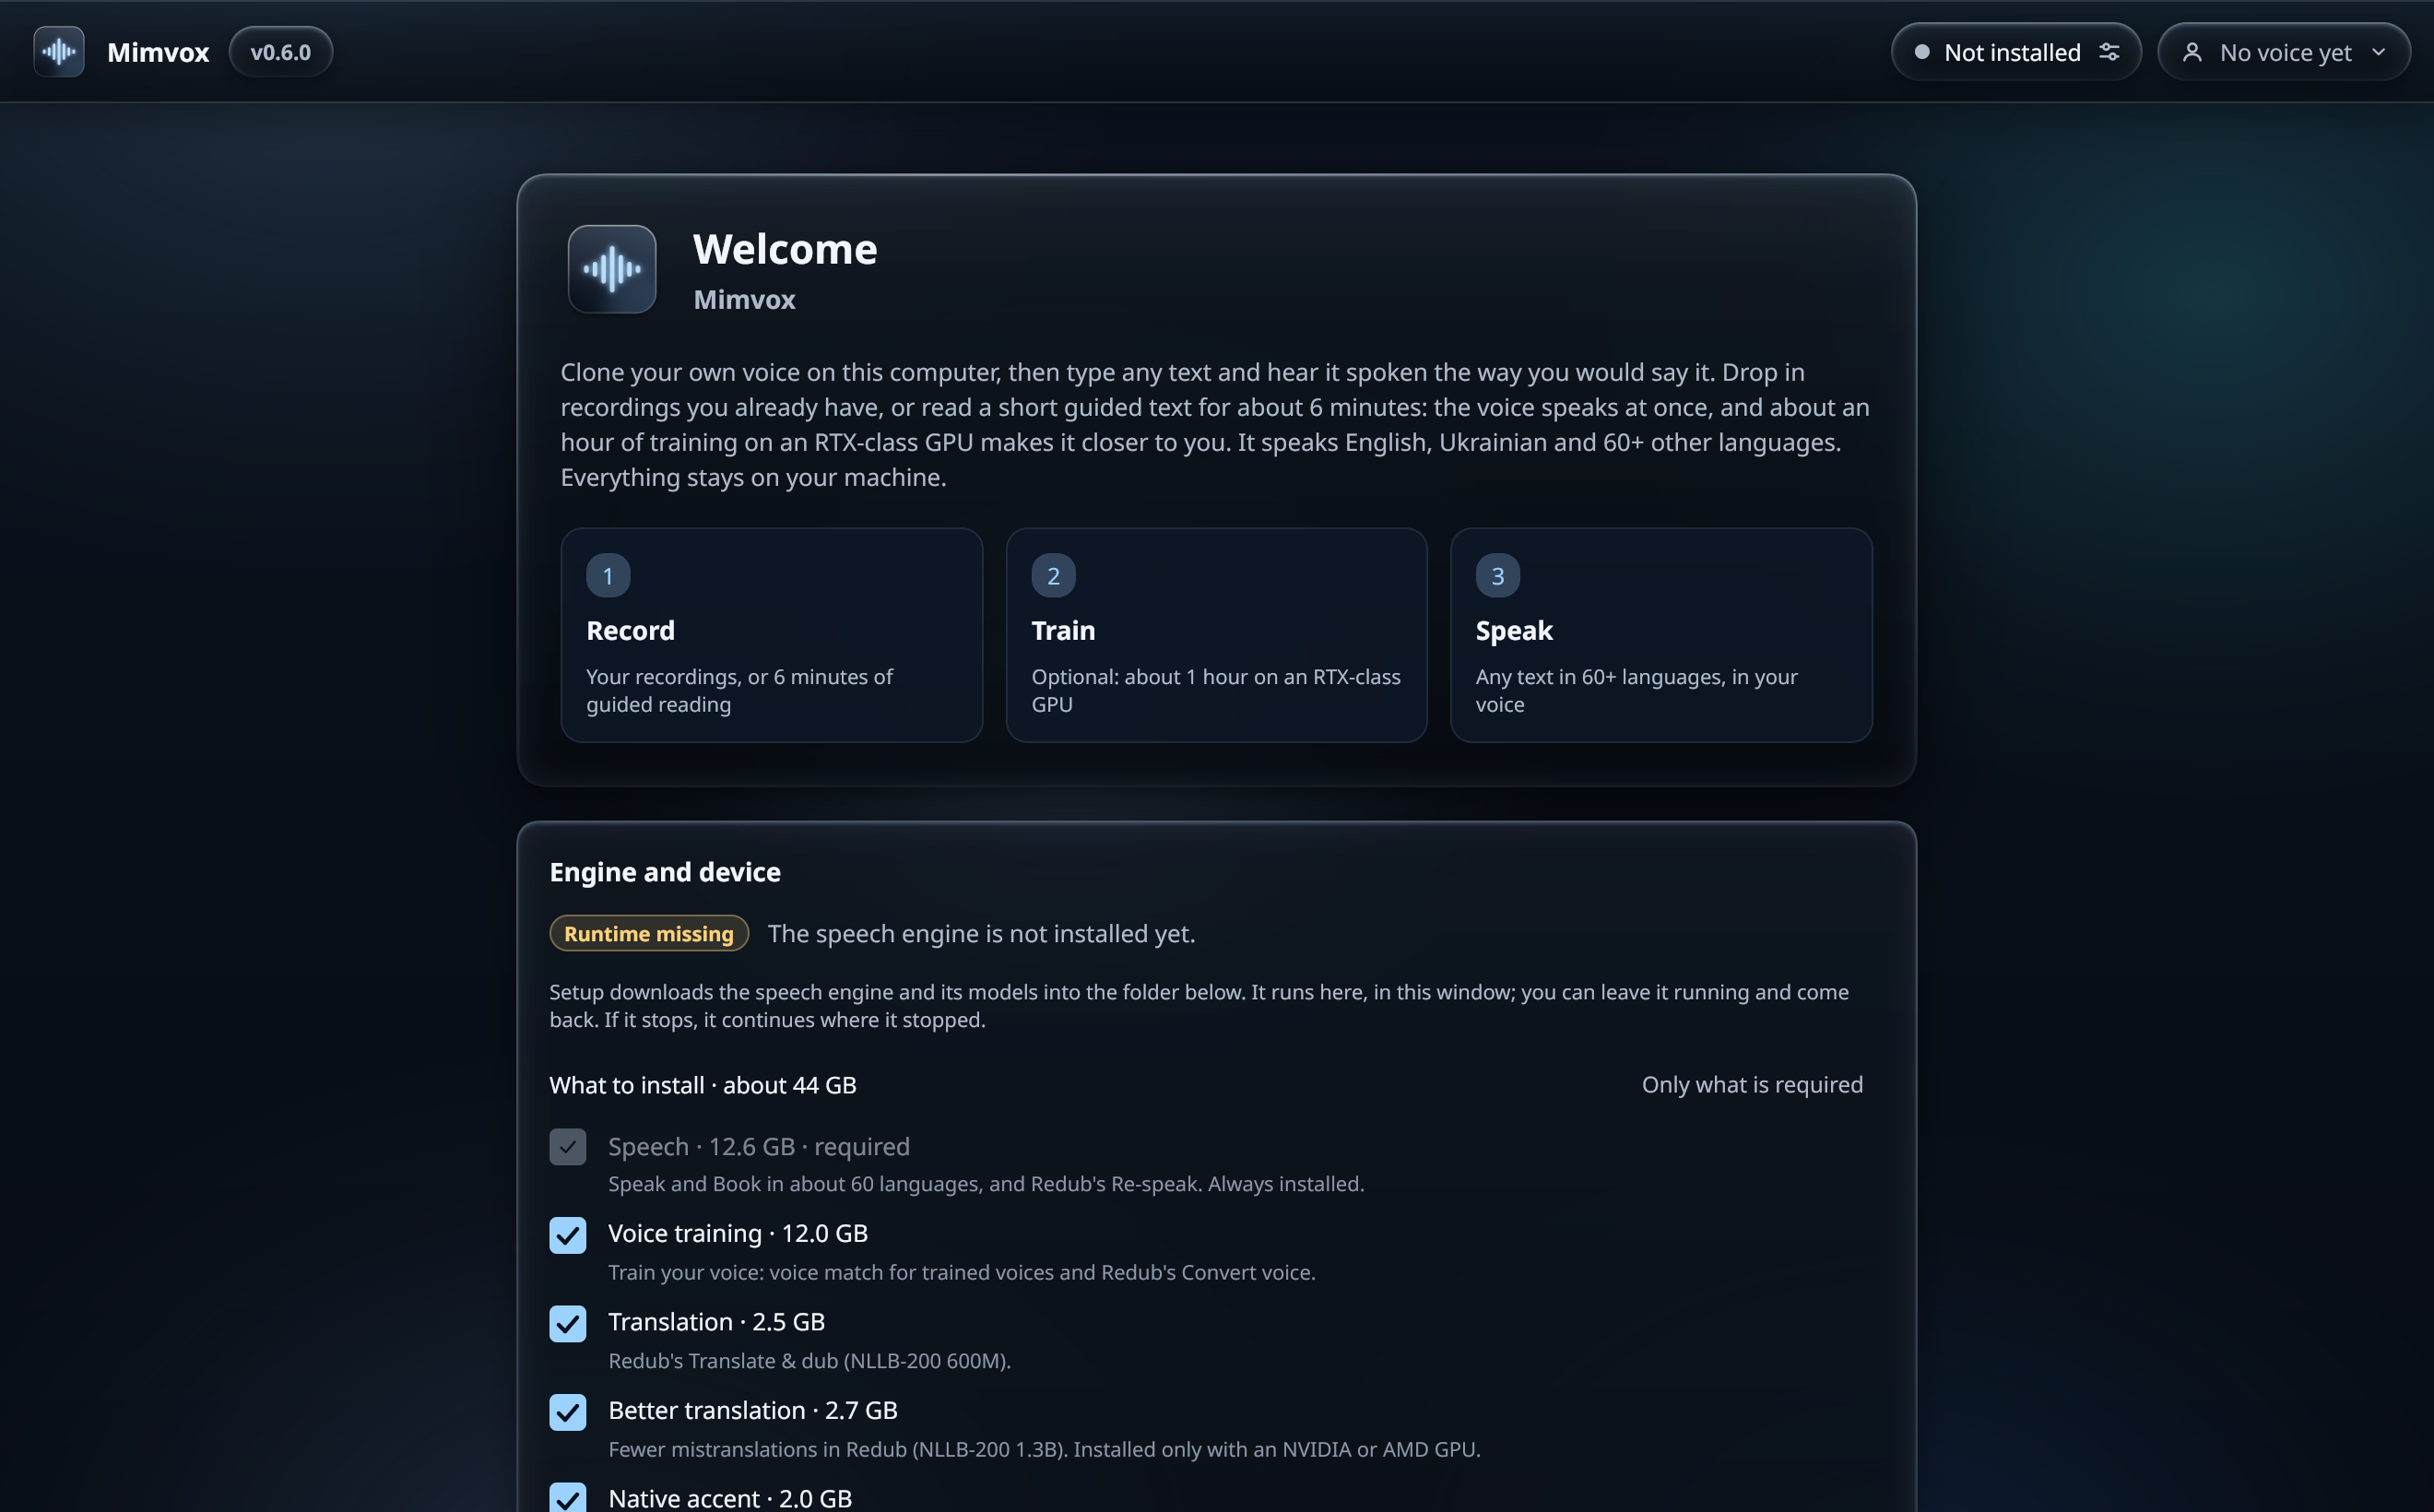 Mimvox v0.6.0 Not installed No voice yet
Welcome
Mimvox
Clone your own voice on this computer, then type any text and hear it spoken the way you would say it. Drop in
recordings you already have, or read a short guided text for about 6 minutes: the voice speaks at once, and about an
hour of training on an RTX-class GPU makes it closer to you. It speaks English, Ukrainian and 60+ other languages.
Everything stays on your machine.
1
Record
Your recordings, or 6 minutes of
guided reading
2
Train
Optional: about 1 hour on an RTX-class
GPU
3
Speak
Any text in 60+ languages, in your
voice
Engine and device
Runtime missing The speech engine is not installed yet.
Setup downloads the speech engine and its models into the folder below. It runs here, in this window; you can leave it running and come
back. If it stops, it continues where it stopped.
What to install · about 44 GB Only what is required
Speech · 12.6 GB · required
Speak and Book in about 60 languages, and Redub's Re-speak. Always installed.
Voice training · 12.0 GB
Train your voice: voice match for trained voices and Redub's Convert voice.
Translation · 2.5 GB
Redub's Translate & dub (NLLB-200 600M).
Better translation · 2.7 GB
Fewer mistranslations in Redub (NLLB-200 1.3B). Installed only with an NVIDIA or AMD GPU.
Native accent · 2.0 GB